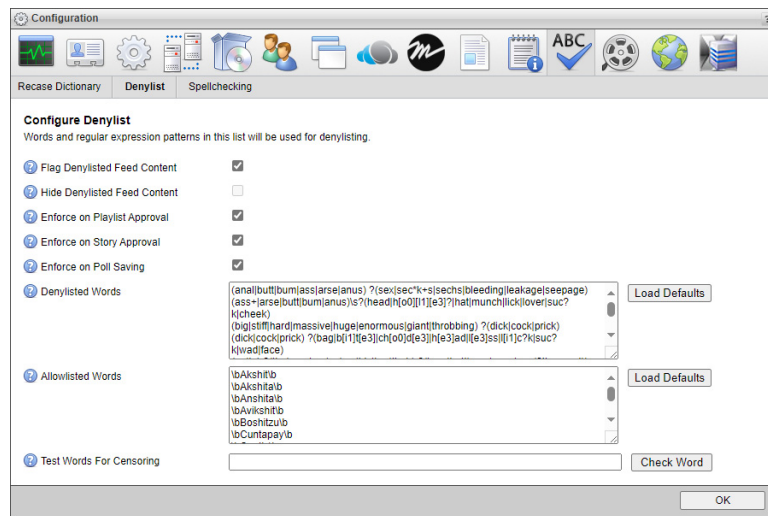 Configuration
ABC
Recase Dictionary Denylist Spellchecking
Configure Denylist
Words and regular expression patterns in this list will be used for denylisting.
Flag Denylisted Feed Content
Hide Denylisted Feed Content
Enforce on Playlist Approval
Enforce on Story Approval
Enforce on Poll Saving
Denylisted Words
(anal|butt|bum|ass|arse|anus) ?(sex|sec*k+s|sechs|bleeding|leakage|seepage)
(ass+|arse|butt|bum|anus)\s?(head|h[o0][l1][e3]?|hat|munch|lick|lover|suc?
k|cheek)
(big|stiff|hard|massive|huge|enormous|giant|throbbing) ?(dick|cock|prick)
(dick|cock|prick) ?(bag|b[i1]t[e3]|ch[o0]d[e3]|h[e3]ad|l[e3]ss|l[i1]c?k|suc?
k|wad|face)
Load Defaults
Allowlisted Words
\bAkshit\b
\bAkshita\b
\bAnshita\b
\bAvikshit\b
\bBoshitzu\b
\bCuntapay\b
Load Defaults
Test Words For Censoring
Check Word
OK